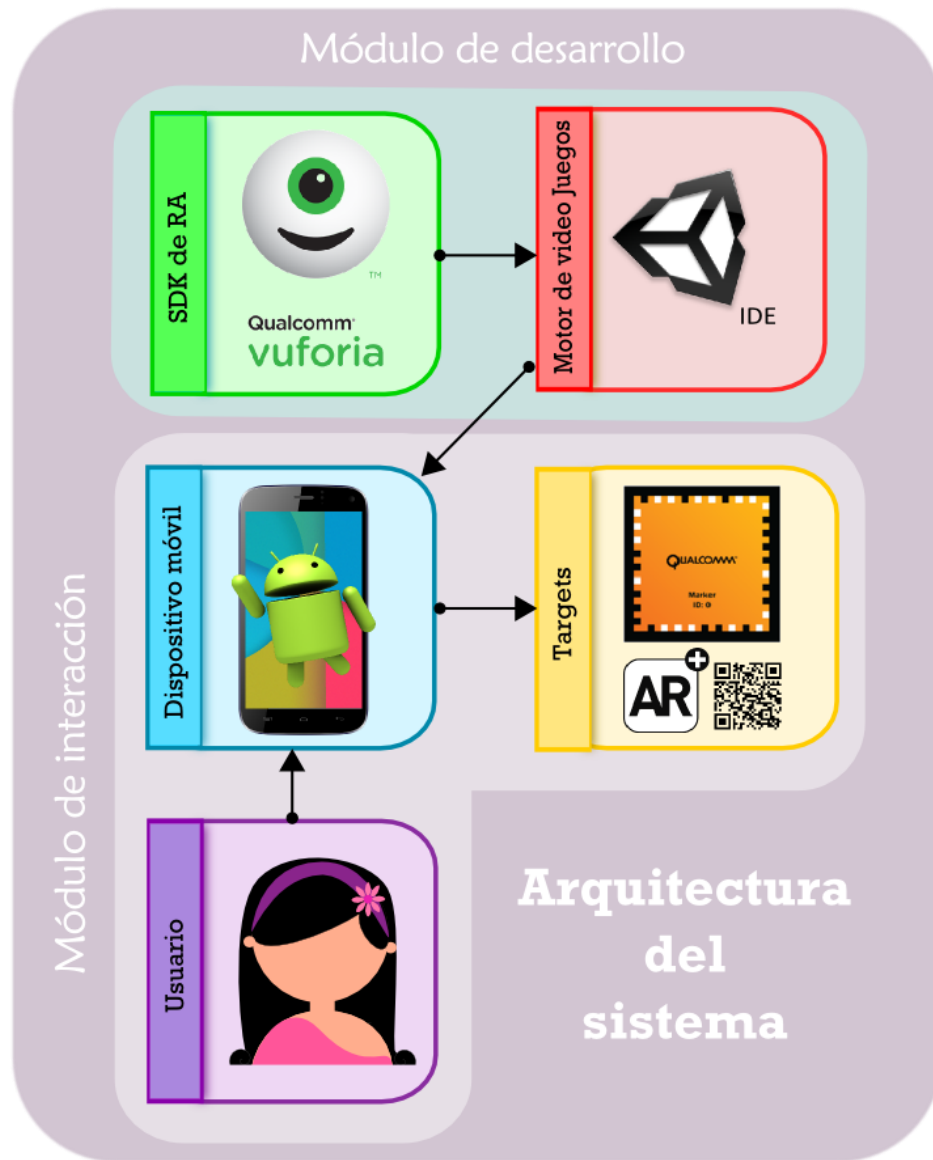 Módulo de desarrollo
SDK de RA
TM
Qualcomm
vuforia
Motor de video Juegos
IDE
Módulo de interacción
Dispositivo móvil
Targets
QUALCOMM
Marker
ID: 0
AR
Usuario
Arquitectura
del
sistema